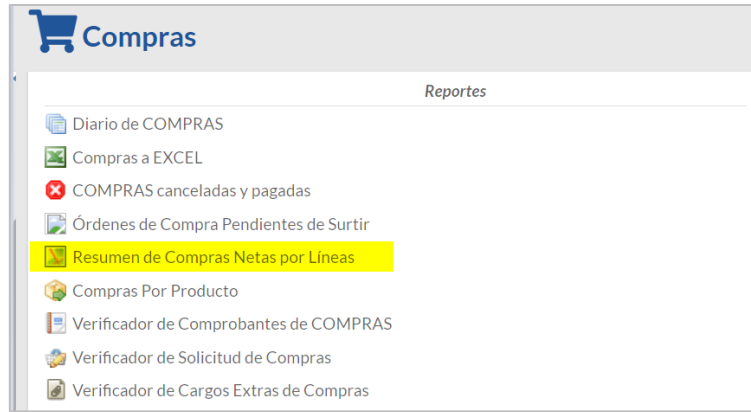 Compras
Reportes
Diario de COMPRAS
Compras a EXCEL
COMPRAS canceladas y pagadas
Órdenes de Compra Pendientes de Surtir
Resumen de Compras Netas por Líneas
Compras Por Producto
Verificador de Comprobantes de COMPRAS
Verificador de Solicitud de Compras
Verificador de Cargos Extras de Compras